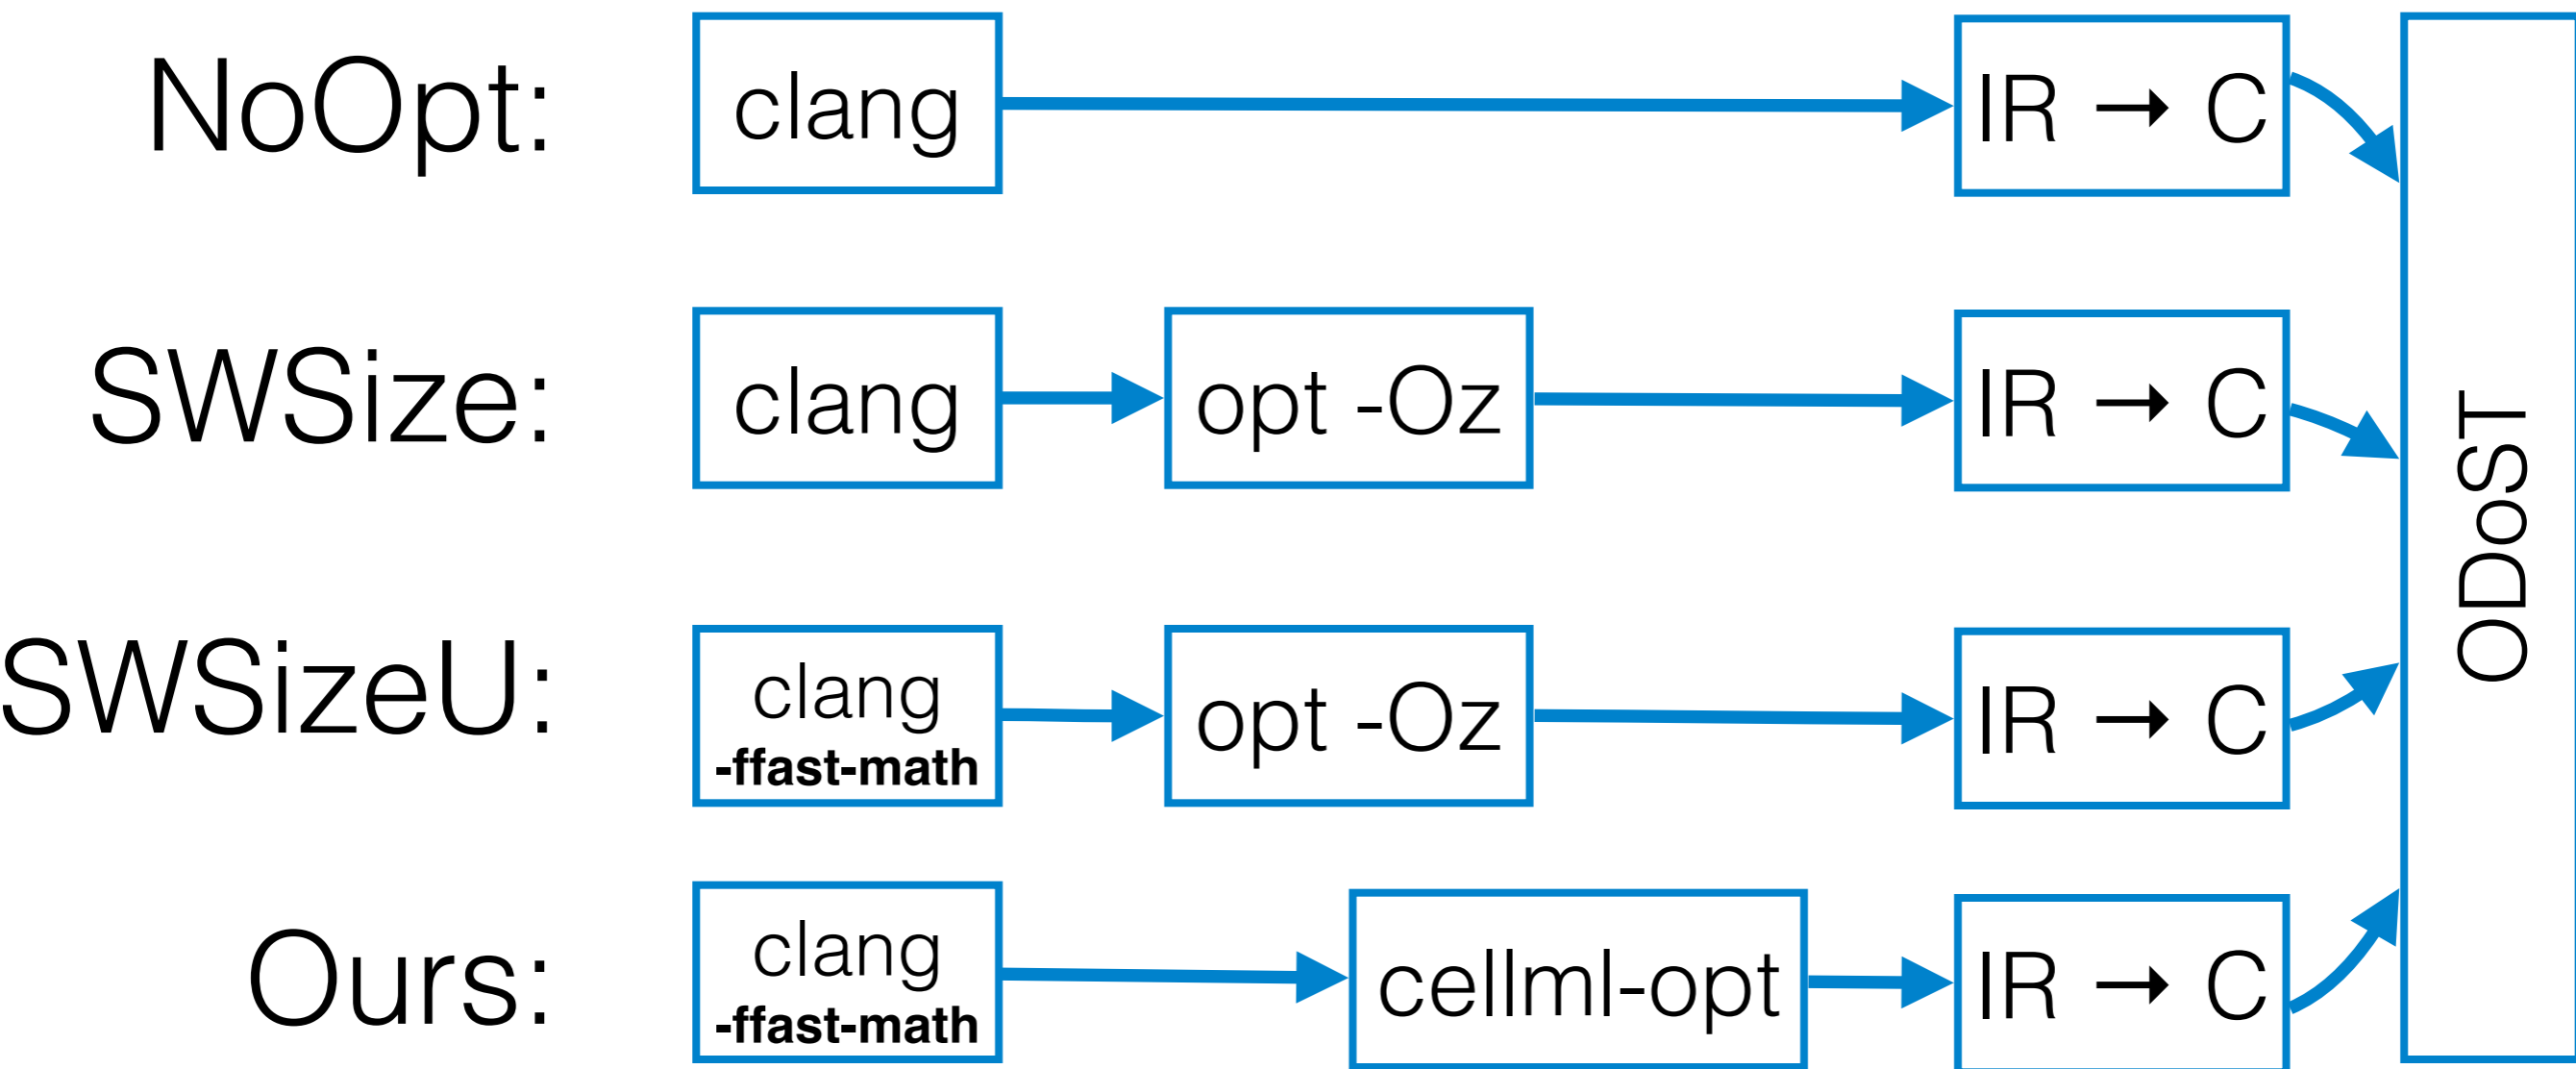 NoOpt:
clang
IR → C
SWSize:
clang
opt -Oz
IR → C
SWSizeU:
clang
-ffast-math
opt -Oz
IR → C
Ours:
clang
-ffast-math
cellml-opt
IR → C
ODoST